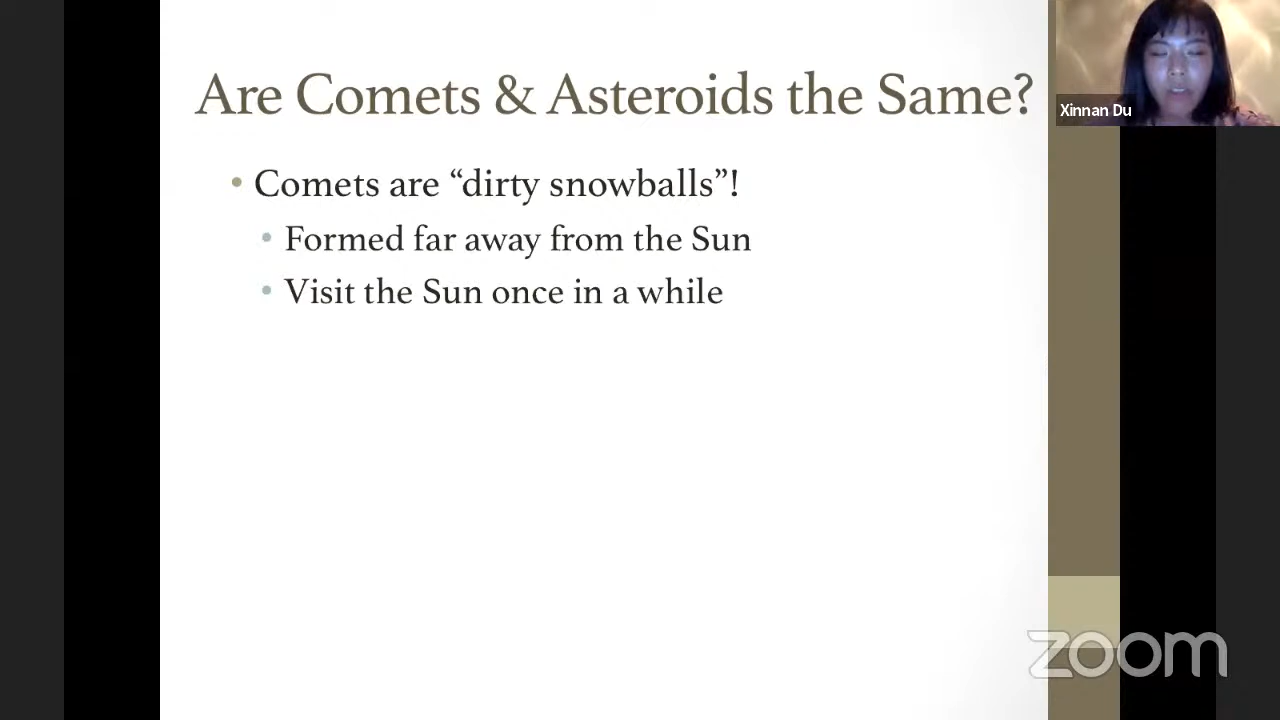 Are Comets & Asteroids the Same?
Xinnan Du
• Comets are “dirty snowballs”!
• Formed far away from the Sun
• Visit the Sun once in a while
zoom